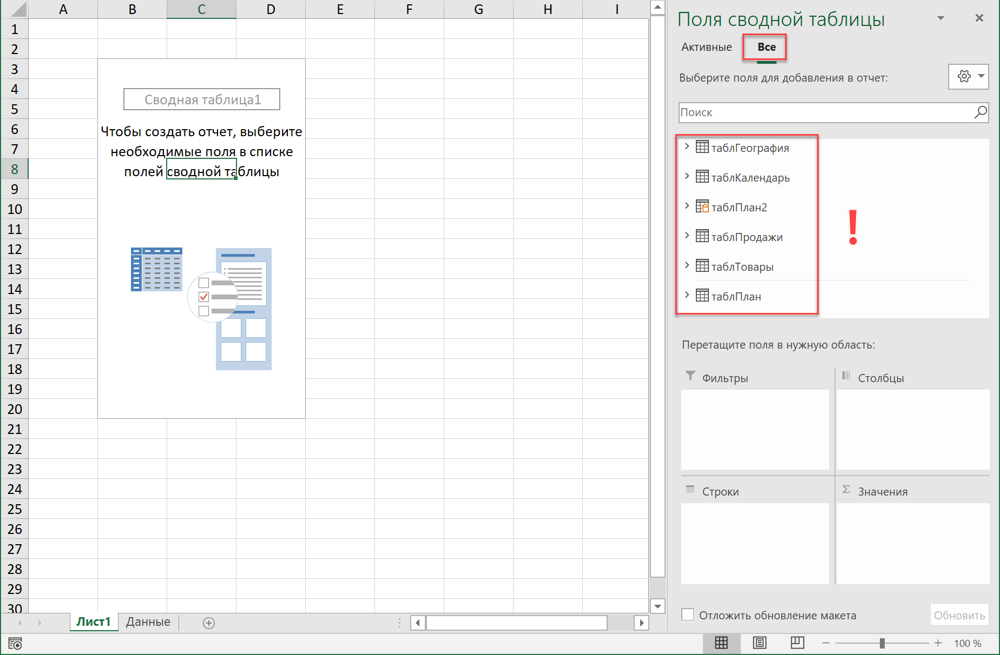 A B C D E F G H I
1
2
3
4
5
6
7
8
9
10
11
12
13
14
15
16
17
18
19
20
21
22
23
24
25
26
27
28
29
30
Сводная таблица1
Чтобы создать отчет, выберите
необходимые поля в списке
полей сводной таблицы
Лист1 Данные
Поля сводной таблицы
Активные Все
Выберите поля для добавления в отчет:
Поиск
таблГеография
таблКалендарь
таблПлан2
таблПродажи
таблТовары
таблПлан
!
Перетащите поля в нужную область:
Фильтры
Столбцы
Строки
Σ Значения
Отложить обновление макета
Обновить
100 %